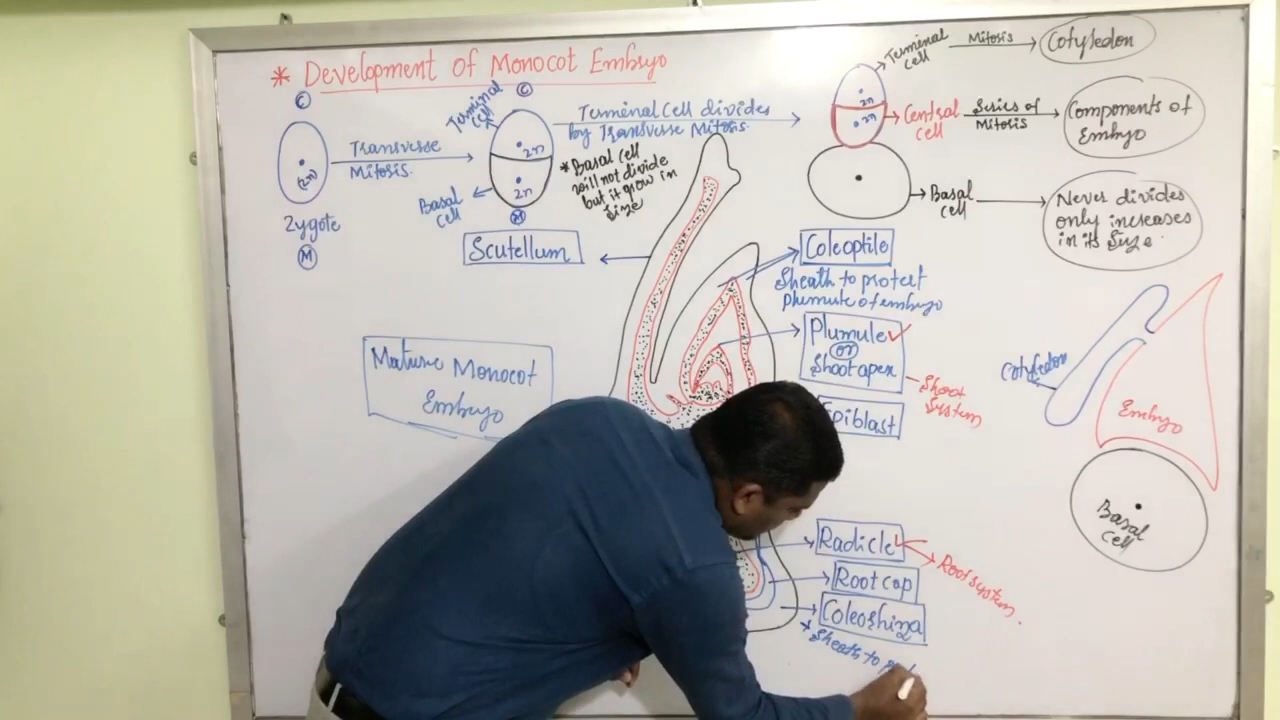 * Development of Monocot Embryo
C
(2n)
Zygote
M
Transverse
Mitosis.
Terminal
Cell
C
2n
2n
Basal
cell
M
Terminal Cell divides
by Transverse Mitosis.
* Basal cell
will not divide
but it grow in
size
2n
2n
Terminal
cell
Mitosis
Cotyledon
Central
cell
Series of
Mitosis
Components of
Embryo
Basal
cell
Never divides
only increases
in its Size.
Scutellum
Coleoptile
Sheath to protect
plumute of embryo
Plumule
or
Shoot apex
Shoot
System
Epiblast
Mature Monocot
Embryo
Radicle
Root system.
Root cap
Coleorhiza
* Sheath to
Cotyledon
Embryo
Basal
Cell